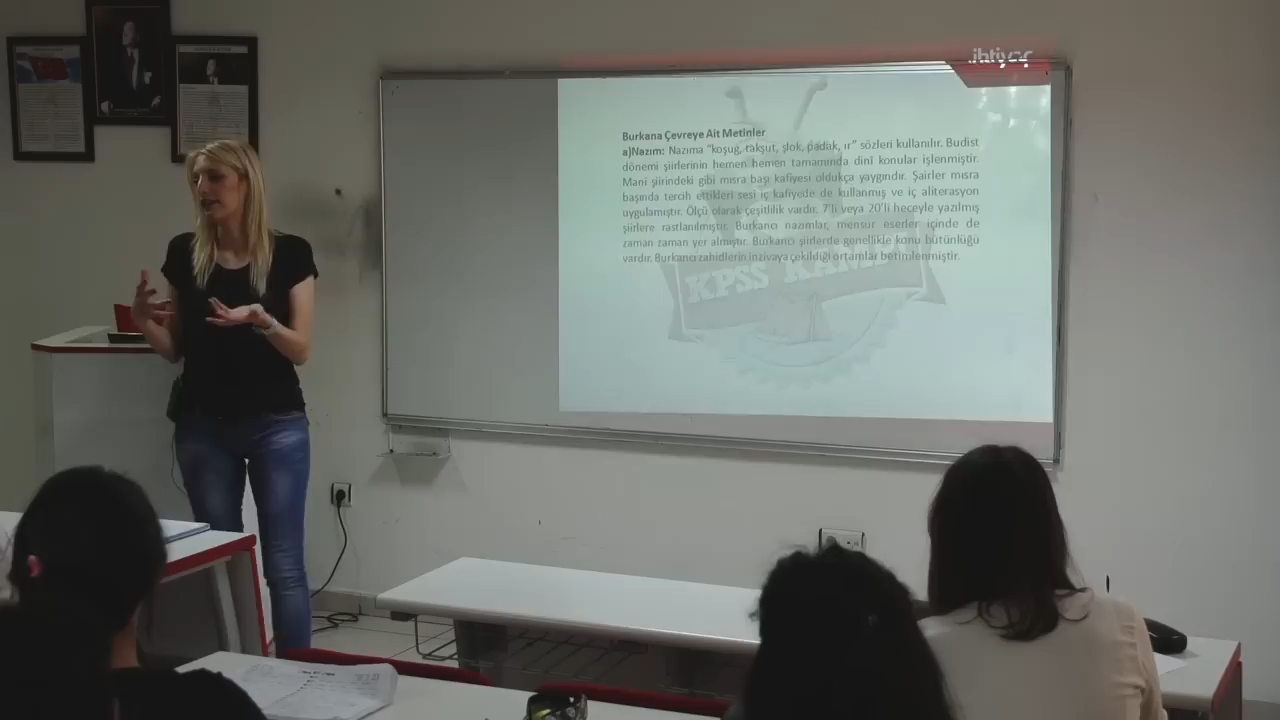 ihtiyaç
Burkana Çevreye Ait Metinler
a)Nazım: Nazıma "koşuğ, takşut, şlok, padak, ır" sözleri kullanılır. Budist
dönemi şiirlerinin hemen hemen tamamında dinî konular işlenmiştir.
Mani şiirindeki gibi mısra başı kafiyesi oldukça yaygındır. Şairler mısra
başında tercih ettikleri sesi iç kafiyede de kullanmış ve iç aliterasyon
uygulamıştır. Ölçü olarak çeşitlilik vardır. 7'li veya 20'li heceyle yazılmış
şiirlere rastlanılmıştır. Burkancı nazımlar, mensur eserler içinde de
zaman zaman yer almıştır. Burkancı şiirlerde genellikle konu bütünlüğü
vardır. Burkancı zahidlerin inzivaya çekildiği ortamlar betimlenmiştir.
KPSS KAMPI